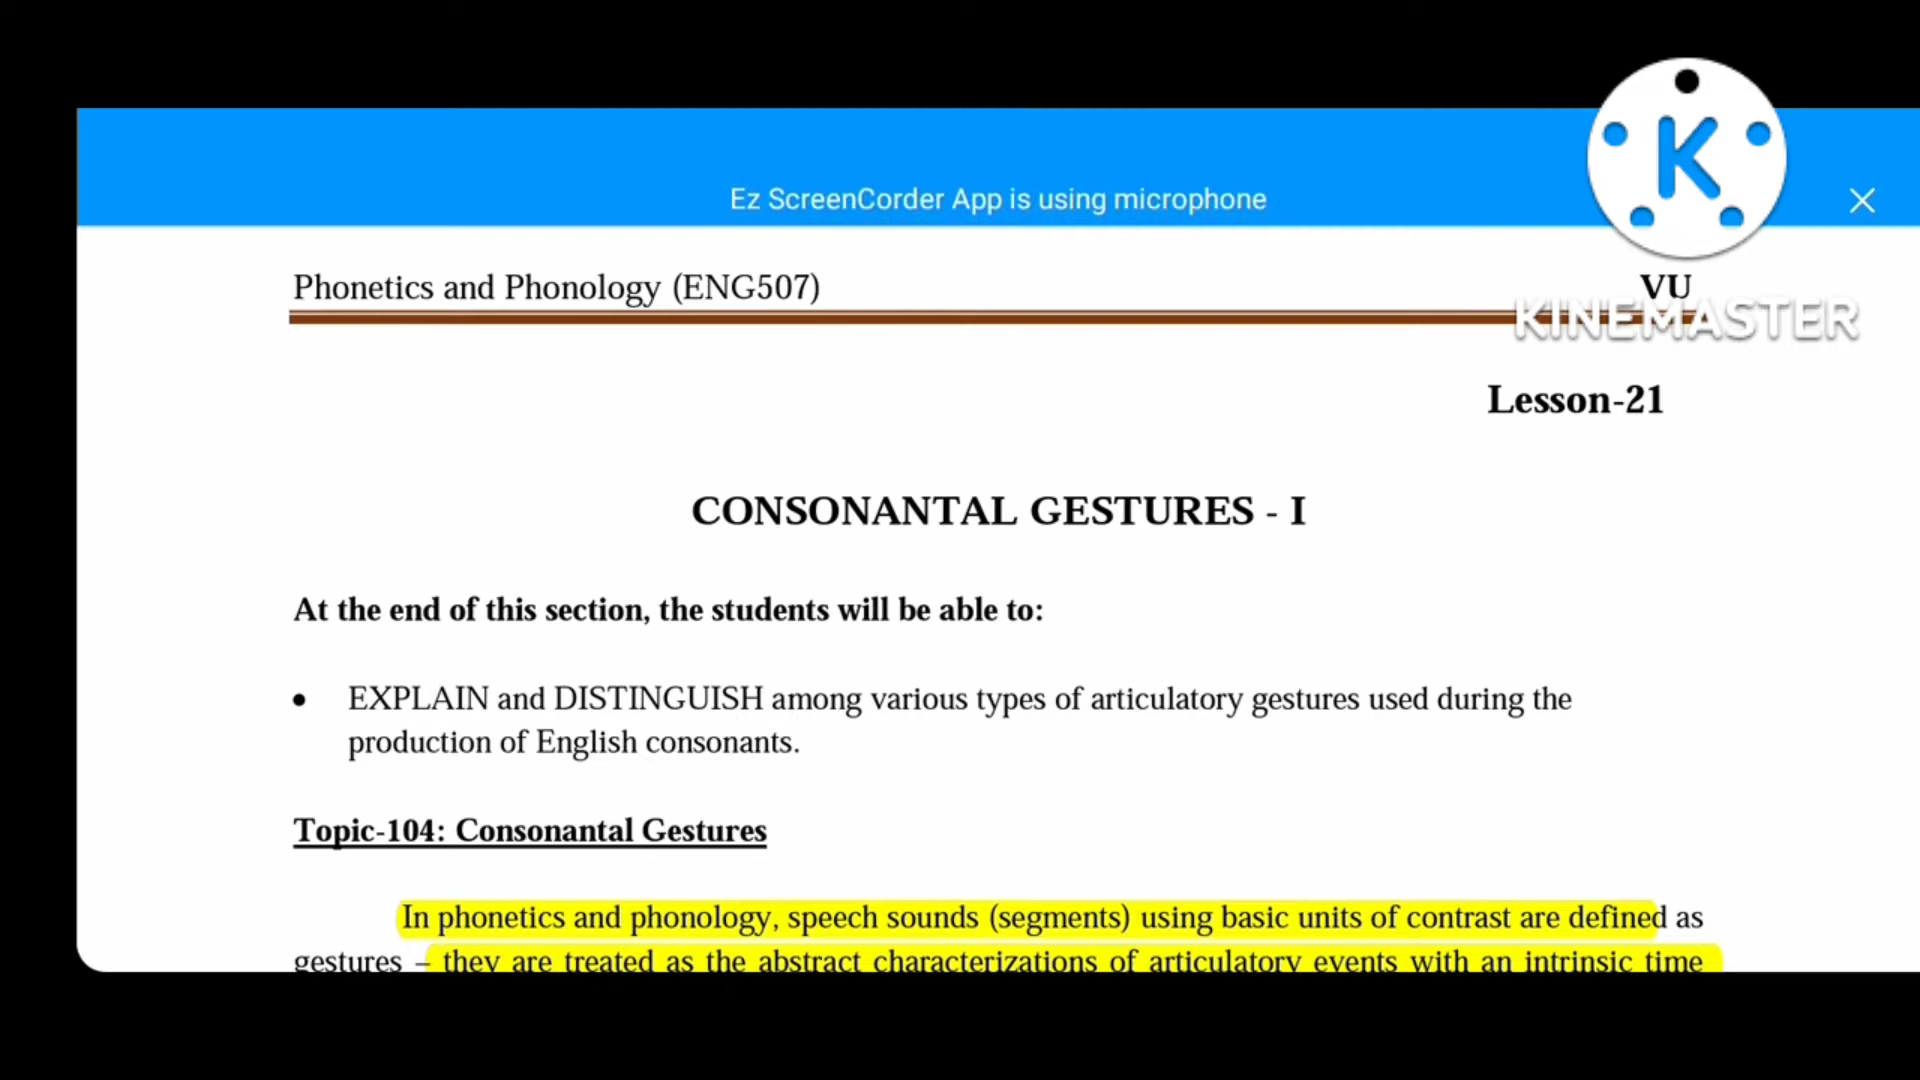 Ez ScreenCorder App is using microphone
K
Phonetics and Phonology (ENG507) VU
KINEMASTER
Lesson-21
CONSONANTAL GESTURES - I
At the end of this section, the students will be able to:
• EXPLAIN and DISTINGUISH among various types of articulatory gestures used during the
production of English consonants.
Topic-104: Consonantal Gestures
In phonetics and phonology, speech sounds (segments) using basic units of contrast are defined as
gestures – they are treated as the abstract characterizations of articulatory events with an intrinsic time